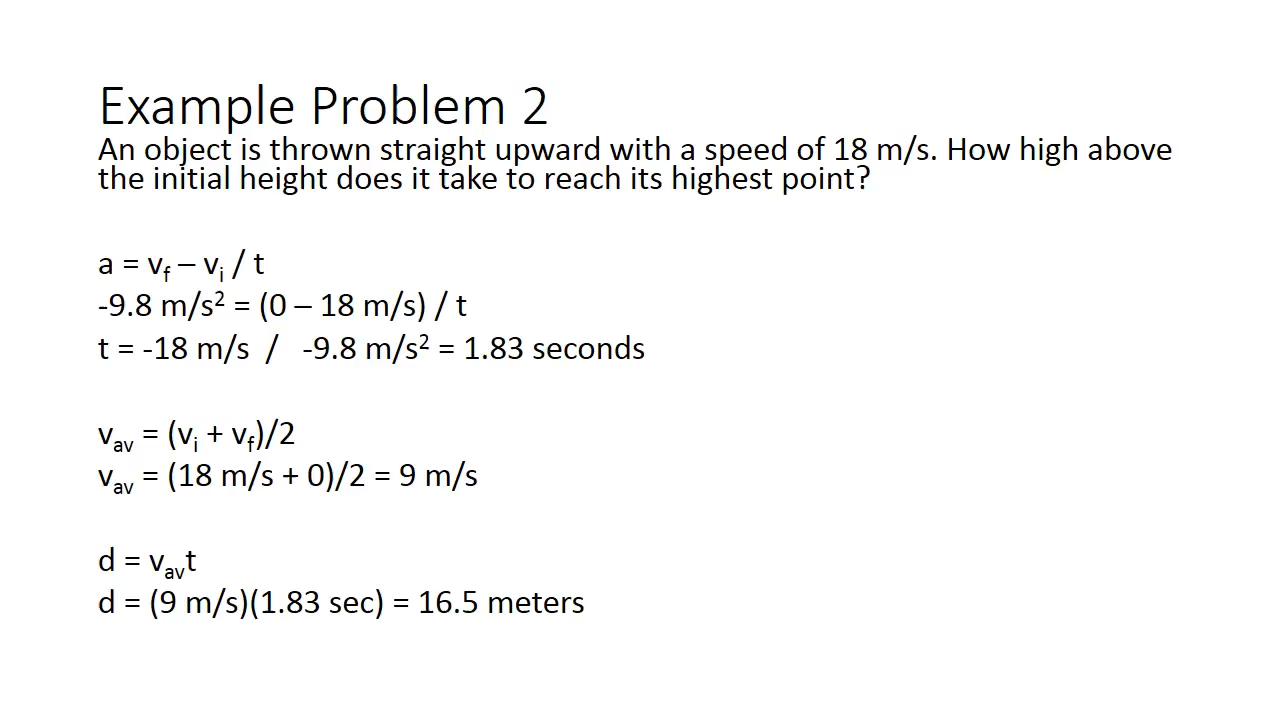 Example Problem 2
An object is thrown straight upward with a speed of 18 m/s. How high above
the initial height does it take to reach its highest point?
a = vf – vi / t
-9.8 m/s² = (0 – 18 m/s) / t
t = -18 m/s  /   -9.8 m/s² = 1.83 seconds
vav = (vi + vf)/2
vav = (18 m/s + 0)/2 = 9 m/s
d = vavt
d = (9 m/s)(1.83 sec) = 16.5 meters